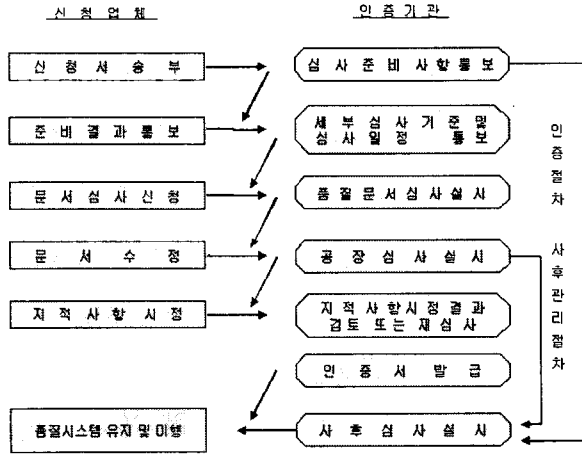 신청업체
인증기관
신청서송부
심사준비사항통보
준비결과통보
세부심사기준및
심사일정 통보
문서심사신청
품질문서심사실시
문서수정
공장심사실시
지적사항시정
지적사항시정결과
검토 또는 재심사
인증서발급
품질시스템 유지 및 이행
사후심사실시
인증절차
사후관리절차